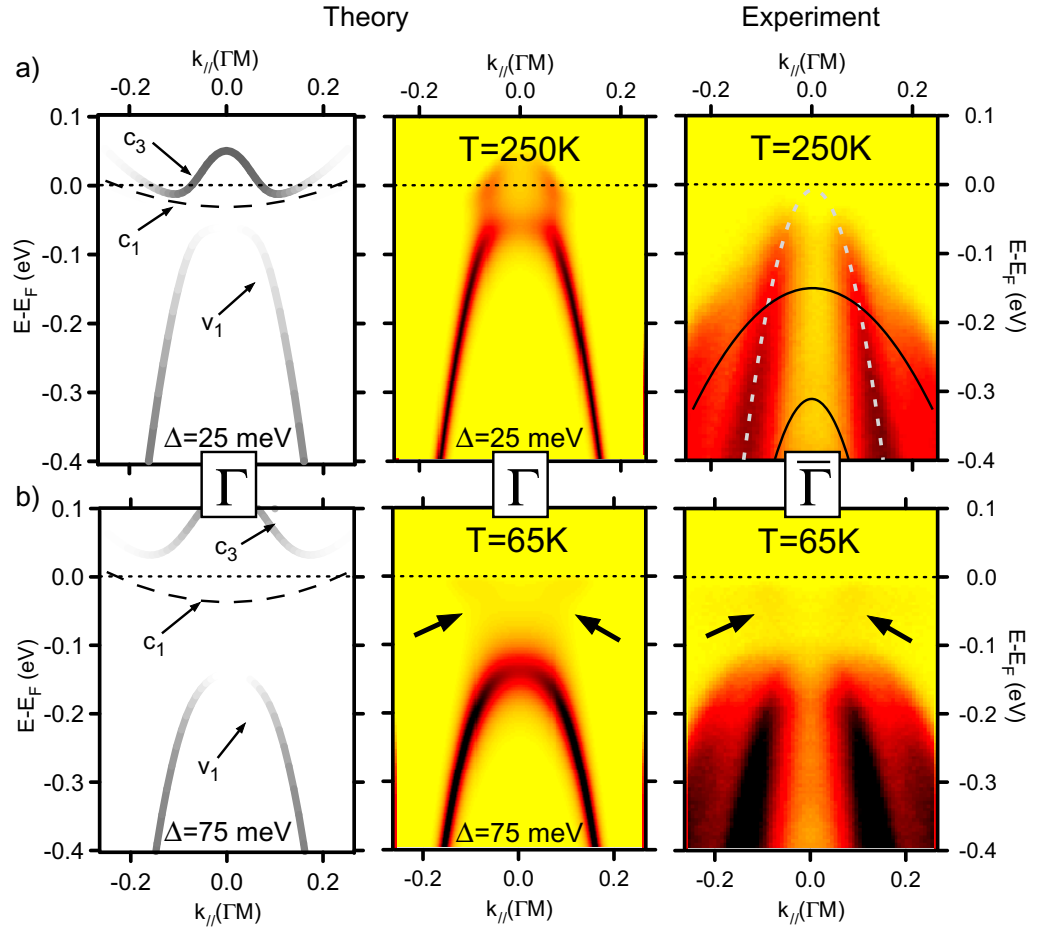 Theory
Experiment
a)
k//(ΓM)
k//(ΓM)
k//(ΓM)
-0.2 0.0 0.2
0.0 0.2
-0.2 0.0 0.2
0.1
0.0
-0.1
-0.2
-0.3
-0.4
E-EF (eV)
c3
c1
v1
Δ=25 meV
T=250K
Δ=25 meV
T=250K
0.1
0.0
-0.1
-0.2
-0.3
-0.4
E-EF (eV)
Γ
Γ
Γ̅
b)
0.1
0.0
-0.1
-0.2
-0.3
-0.4
E-EF (eV)
c3
c1
v1
Δ=75 meV
T=65K
Δ=75 meV
T=65K
0.0
-0.1
-0.2
-0.3
-0.4
E-EF (eV)
-0.2 0.0 0.2
-0.2 0.0 0.2
-0.2 0.0 0.2
k//(ΓM)
k//(ΓM)
k//(ΓM)